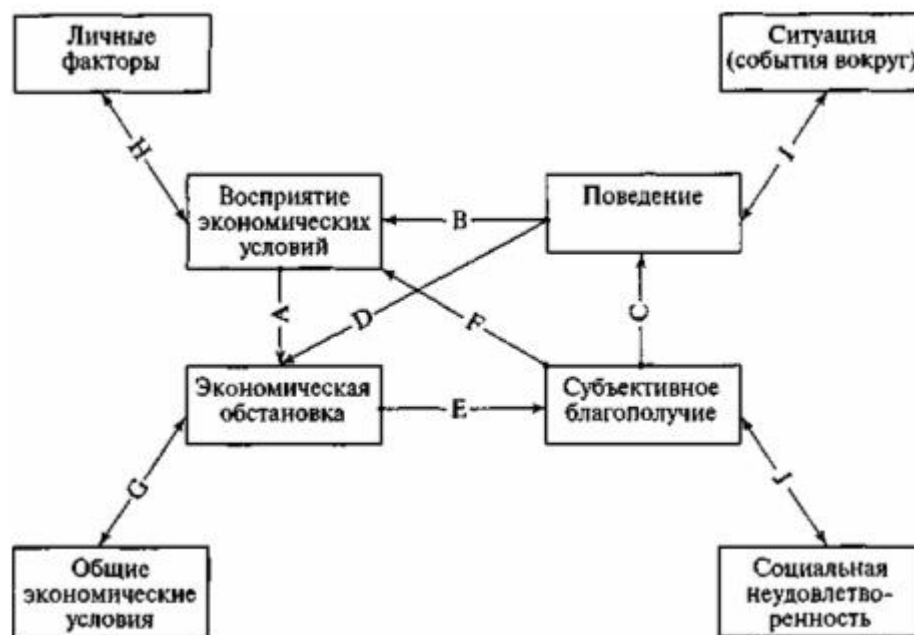 Личные
факторы
Ситуация
(события вокруг)
H
I
Восприятие
экономических
условий
B
Поведение
A
D
F
C
Экономическая
обстановка
E
Субъективное
благополучие
G
J
Общие
экономические
условия
Социальная
неудовлетво-
ренность